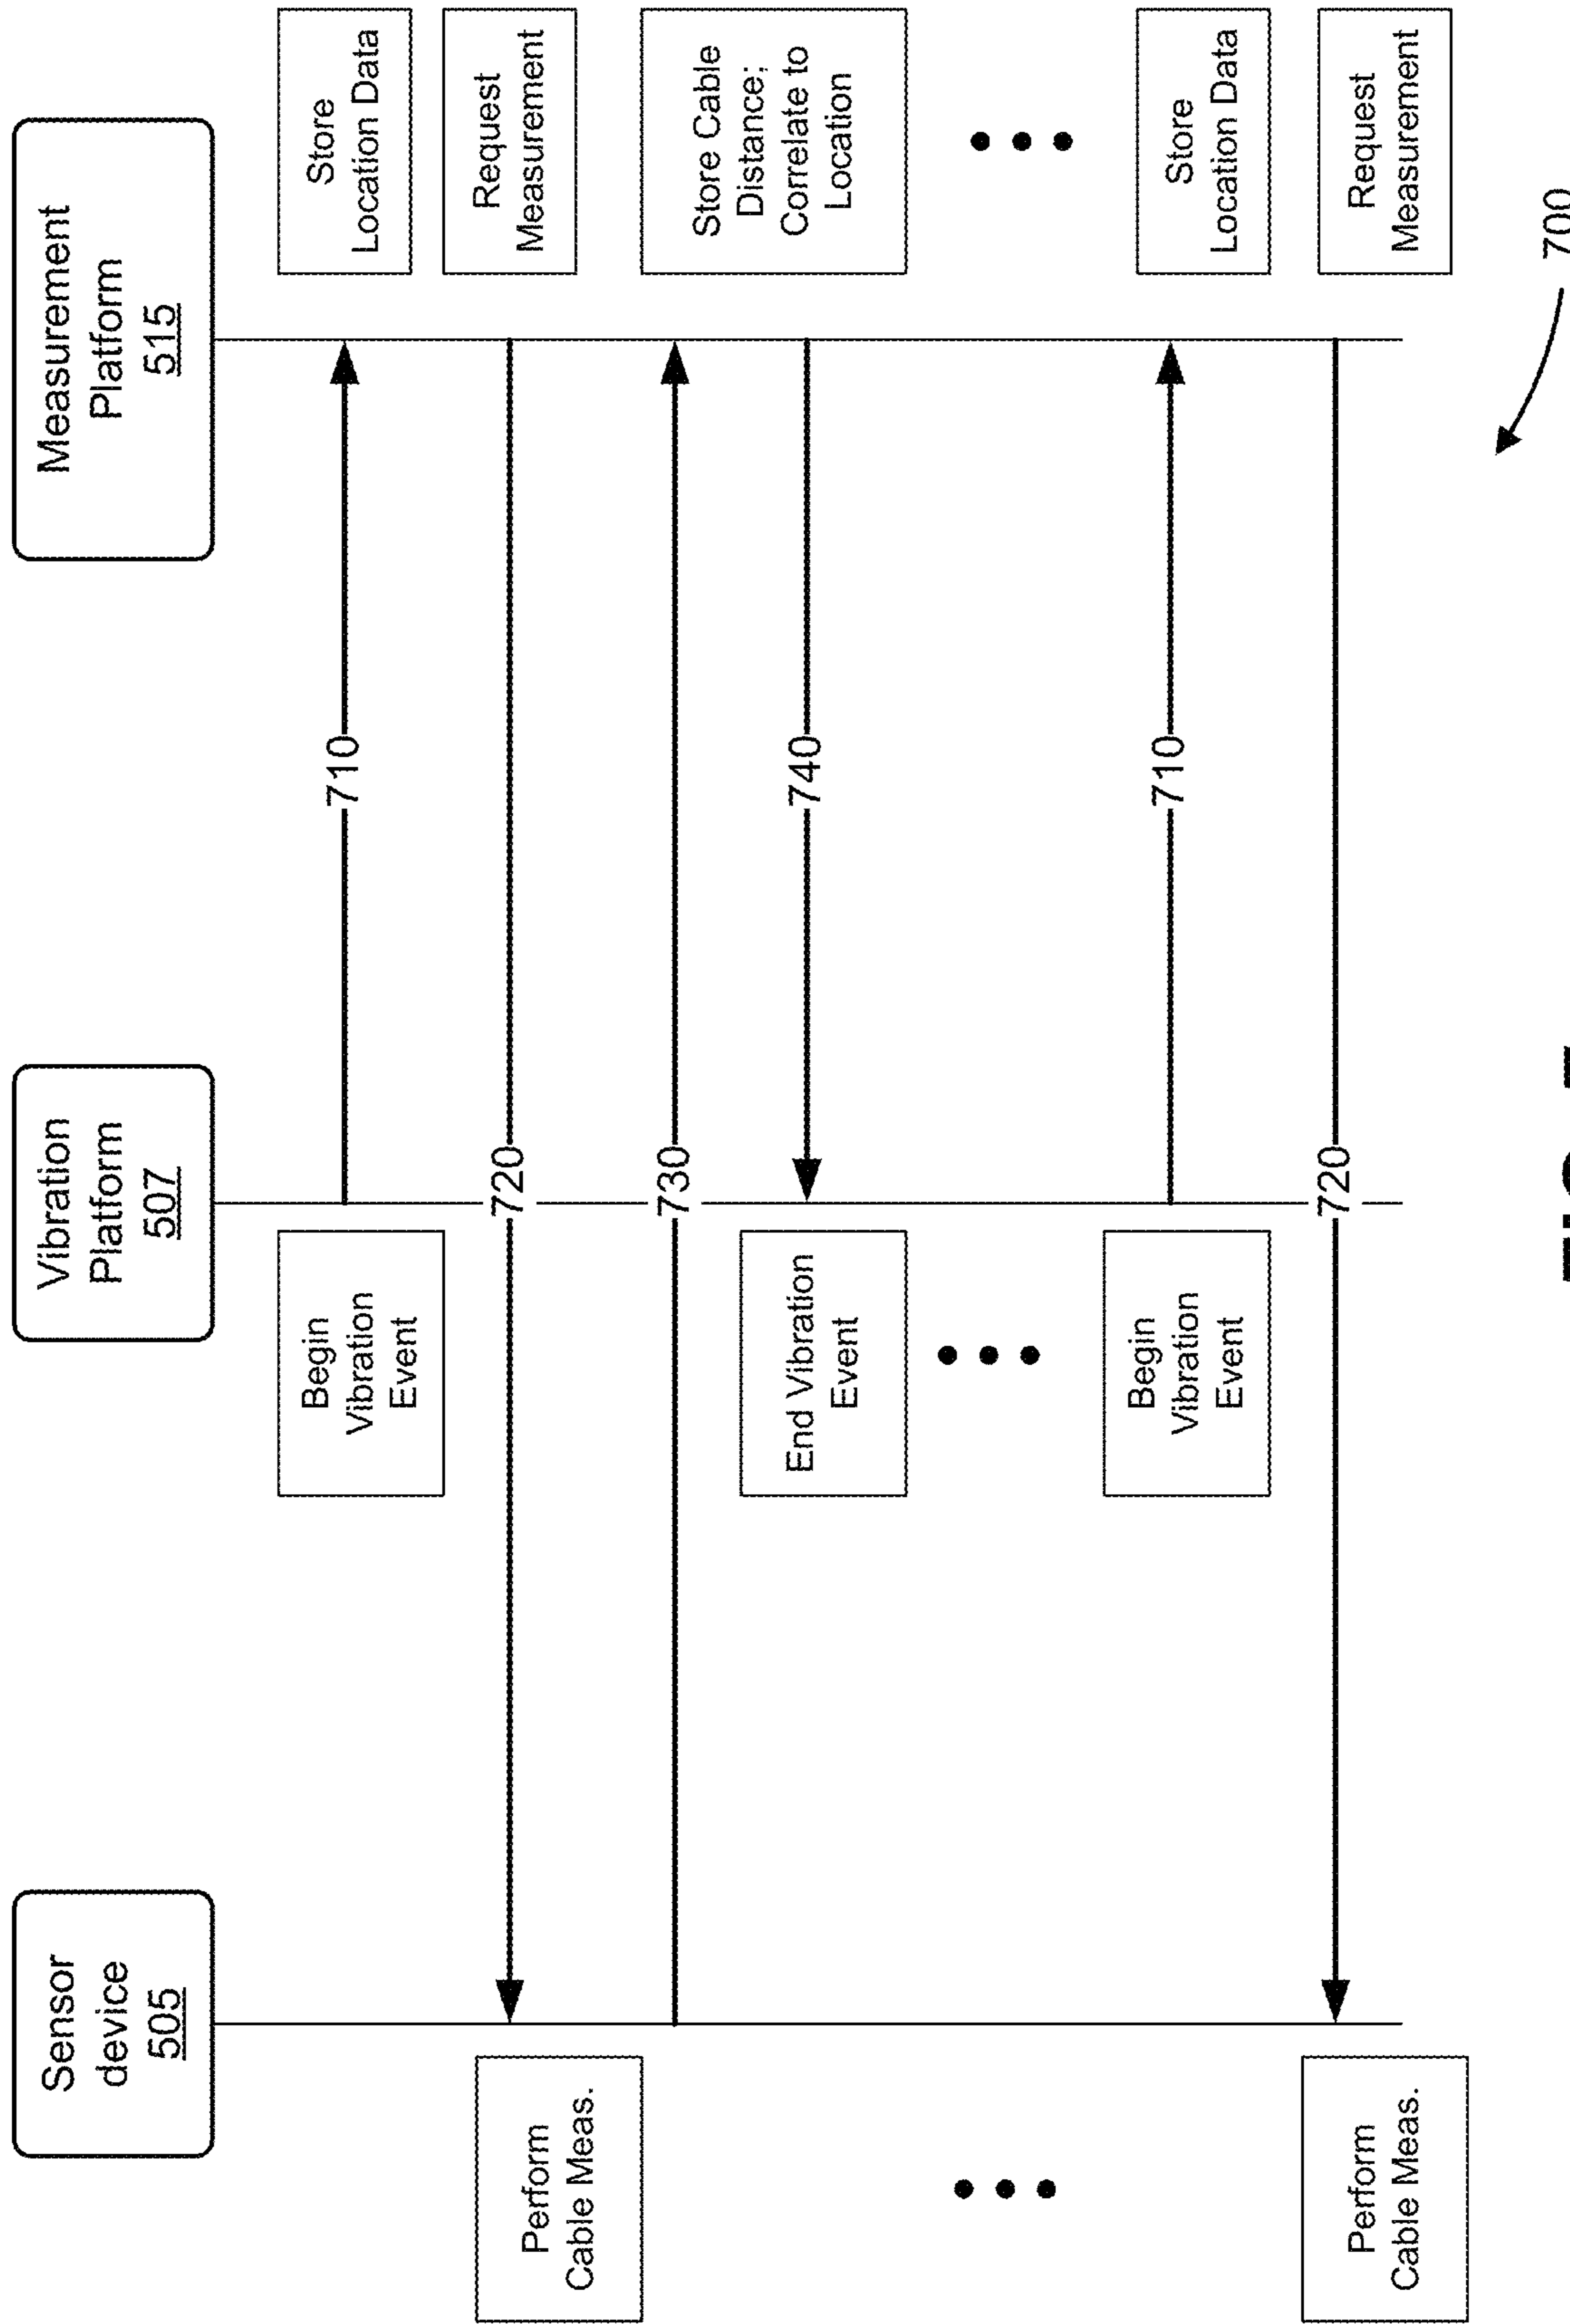 Sensor
device
505
Vibration
Platform
507
Measurement
Platform
515
Begin
Vibration
Event
710
Store
Location Data
Perform
Cable Meas.
720
Request
Measurement
730
Store Cable
Distance;
Correlate to
Location
End Vibration
Event
740
Begin
Vibration
Event
710
Store
Location Data
Perform
Cable Meas.
720
Request
Measurement
700